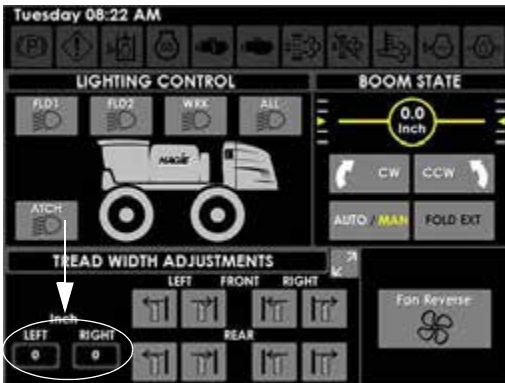 Tuesday 08:22 AM
LIGHTING CONTROL
BOOM STATE
FLD1 FLD2 WRK ALL
0.0
Inch
HAGIE
CW CCW
ATCH
AUTO / MAN FOLD EXT
TREAD WIDTH ADJUSTMENTS
LEFT FRONT RIGHT
Inch
Fan Reverse
LEFT RIGHT
REAR
0 0